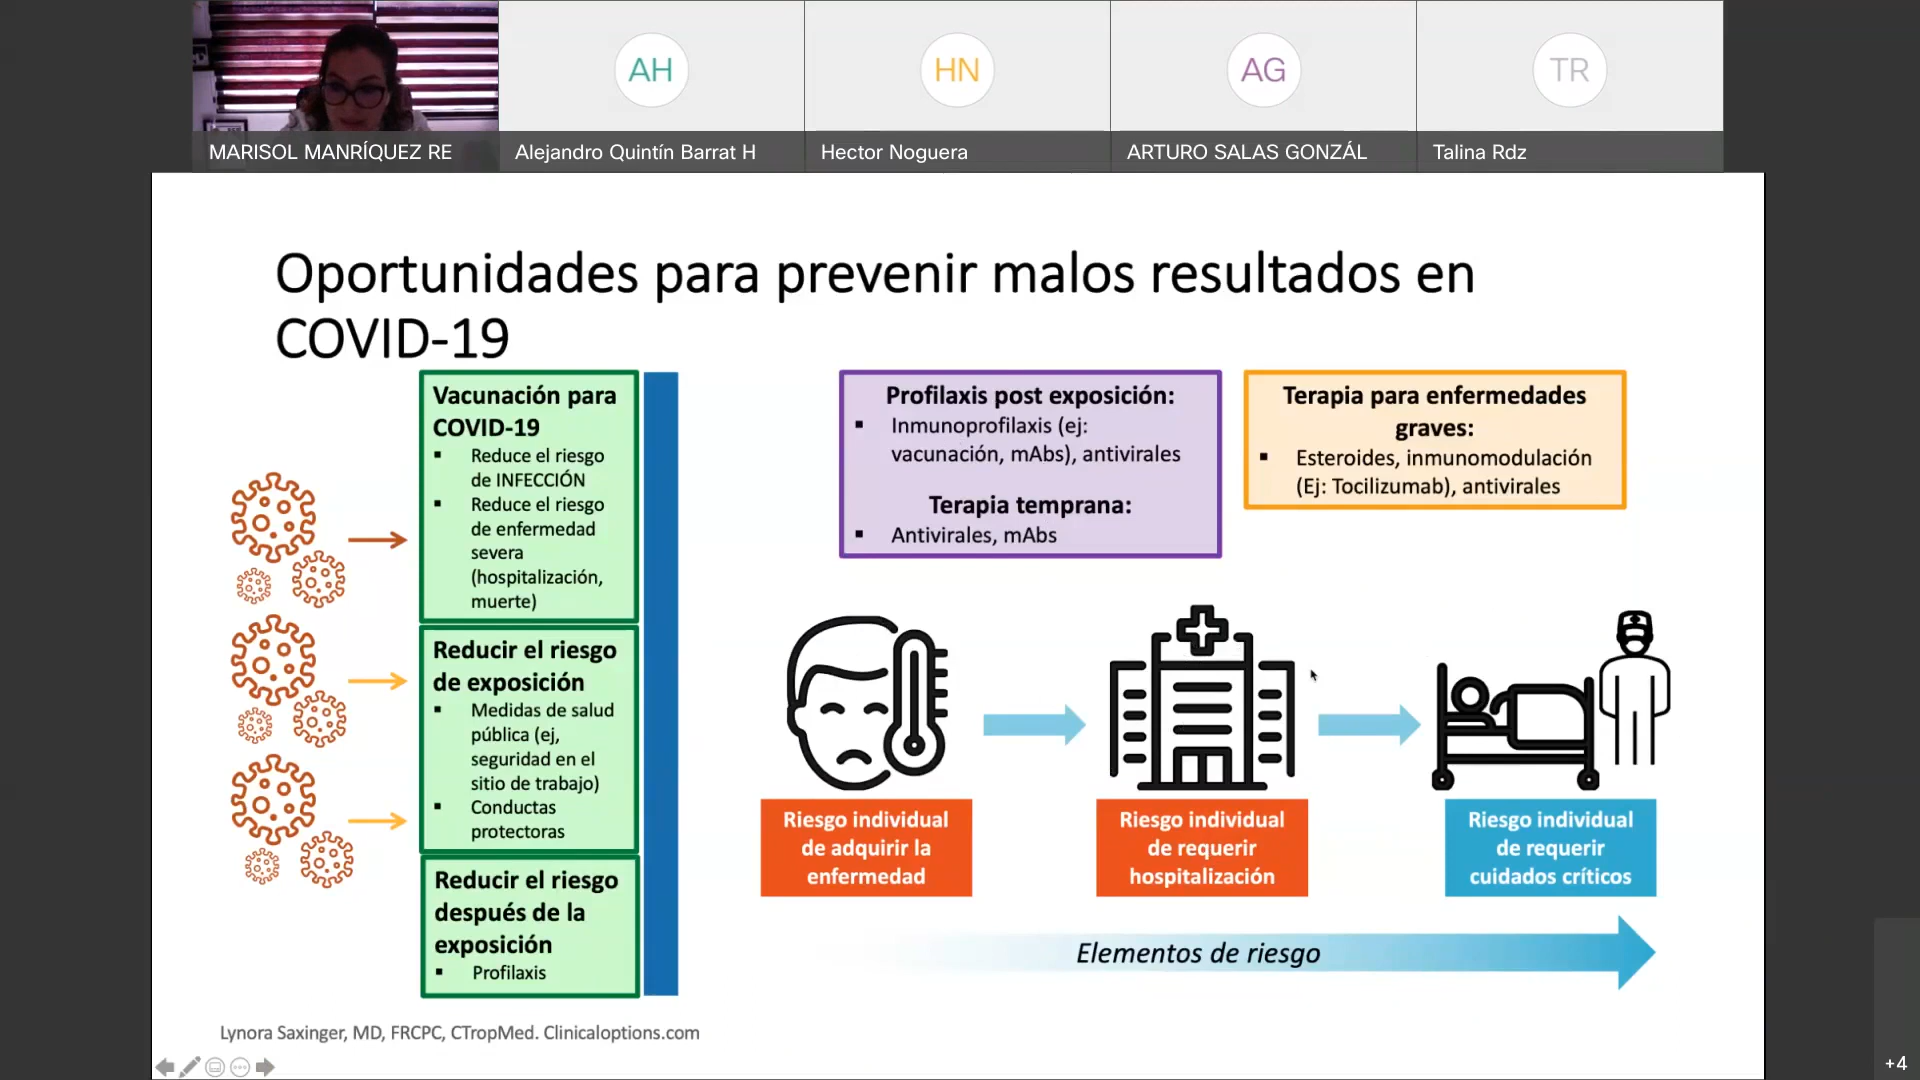 AH
HN
AG
TR
MARISOL MANRÍQUEZ RE
Alejandro Quintín Barrat H
Hector Noguera
ARTURO SALAS GONZÁL
Talina Rdz
Oportunidades para prevenir malos resultados en
COVID-19
Vacunación para
COVID-19
▪ Reduce el riesgo
de INFECCIÓN
▪ Reduce el riesgo
de enfermedad
severa
(hospitalización,
muerte)
Reducir el riesgo
de exposición
▪ Medidas de salud
pública (ej,
seguridad en el
sitio de trabajo)
▪ Conductas
protectoras
Reducir el riesgo
después de la
exposición
▪ Profilaxis
Profilaxis post exposición:
▪ Inmunoprofilaxis (ej:
vacunación, mAbs), antivirales
Terapia temprana:
▪ Antivirales, mAbs
Terapia para enfermedades
graves:
▪ Esteroides, inmunomodulación
(Ej: Tocilizumab), antivirales
Riesgo individual
de adquirir la
enfermedad
Riesgo individual
de requerir
hospitalización
Riesgo individual
de requerir
cuidados críticos
Elementos de riesgo
Lynora Saxinger, MD, FRCPC, CTropMed. Clinicaloptions.com
+4